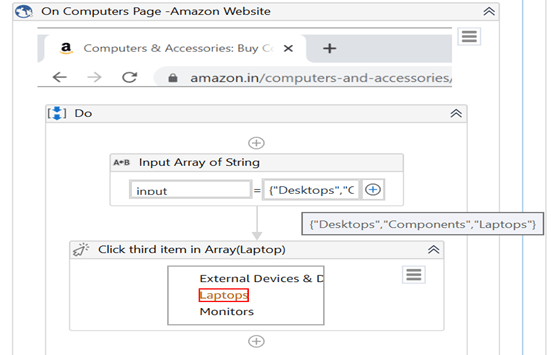 On Computers Page -Amazon Website
a Computers & Accessories: Buy Co × +
amazon.in/computers-and-accessories/
Do
A*B Input Array of String
input = {"Desktops","C
{"Desktops","Components","Laptops"}
Click third item in Array(Laptop)
External Devices & D
Laptops
Monitors